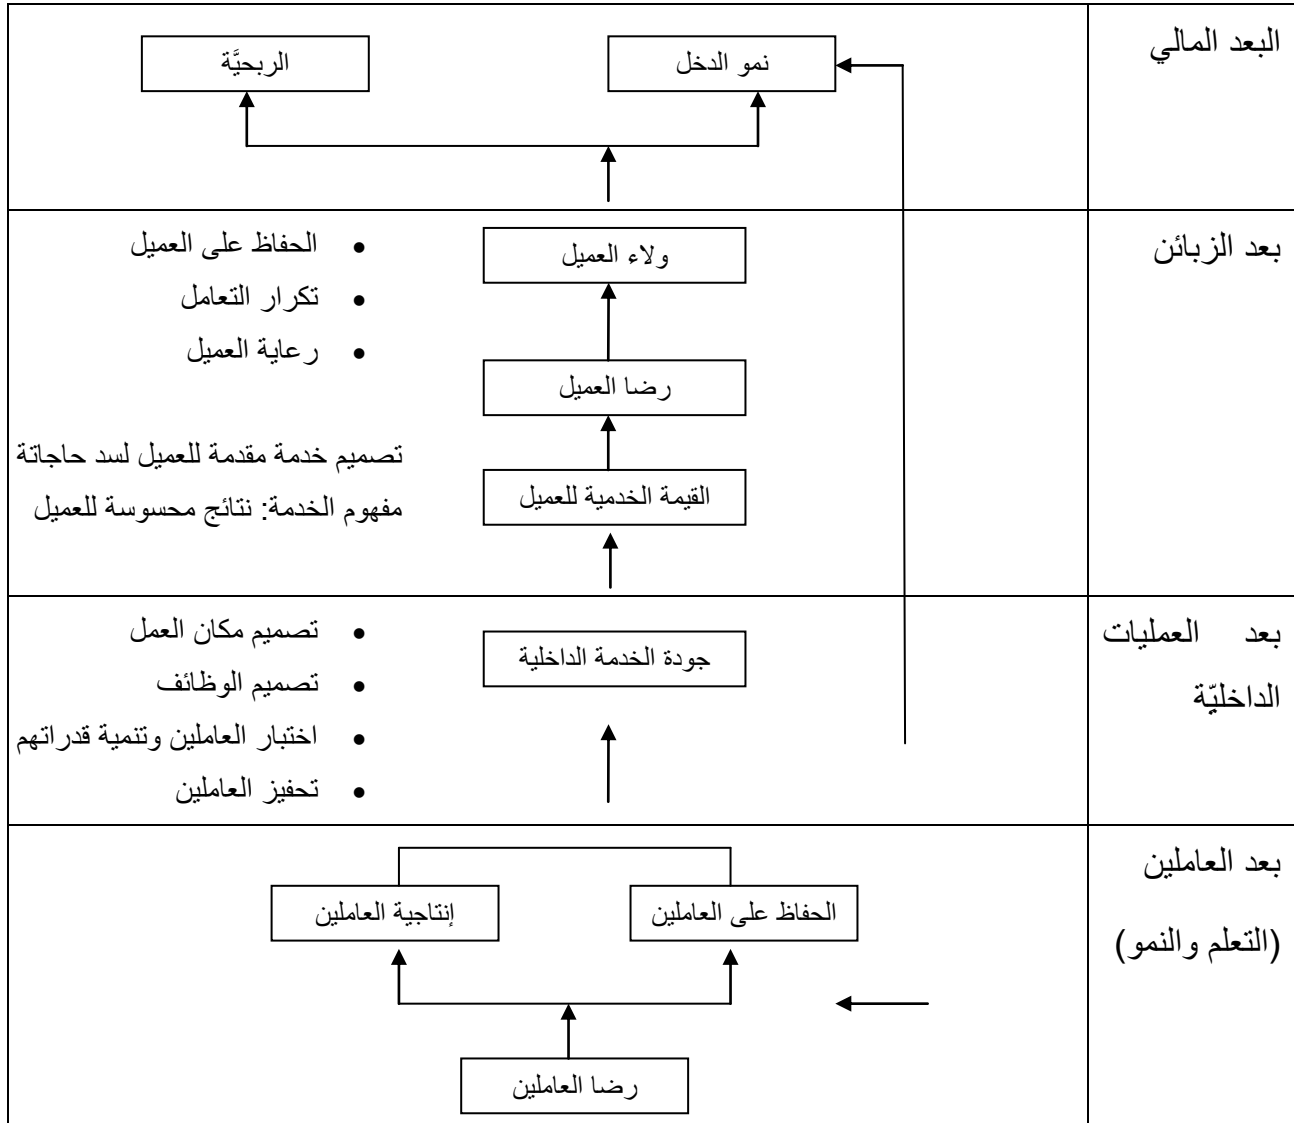 البعد المالي
نمو الدخل
الربحيَّة
بعد الزبائن
ولاء العميل
الحفاظ على العميل
تكرار التعامل
رعاية العميل
رضا العميل
تصميم خدمة مقدمة للعميل لسد حاجاتة
القيمة الخدمية للعميل
مفهوم الخدمة: نتائج محسوسة للعميل
بعد العمليات
الداخليّة
جودة الخدمة الداخلية
تصميم مكان العمل
تصميم الوظائف
اختبار العاملين وتنمية قدراتهم
تحفيز العاملين
بعد العاملين
(التعلم والنمو)
الحفاظ على العاملين
إنتاجية العاملين
رضا العاملين